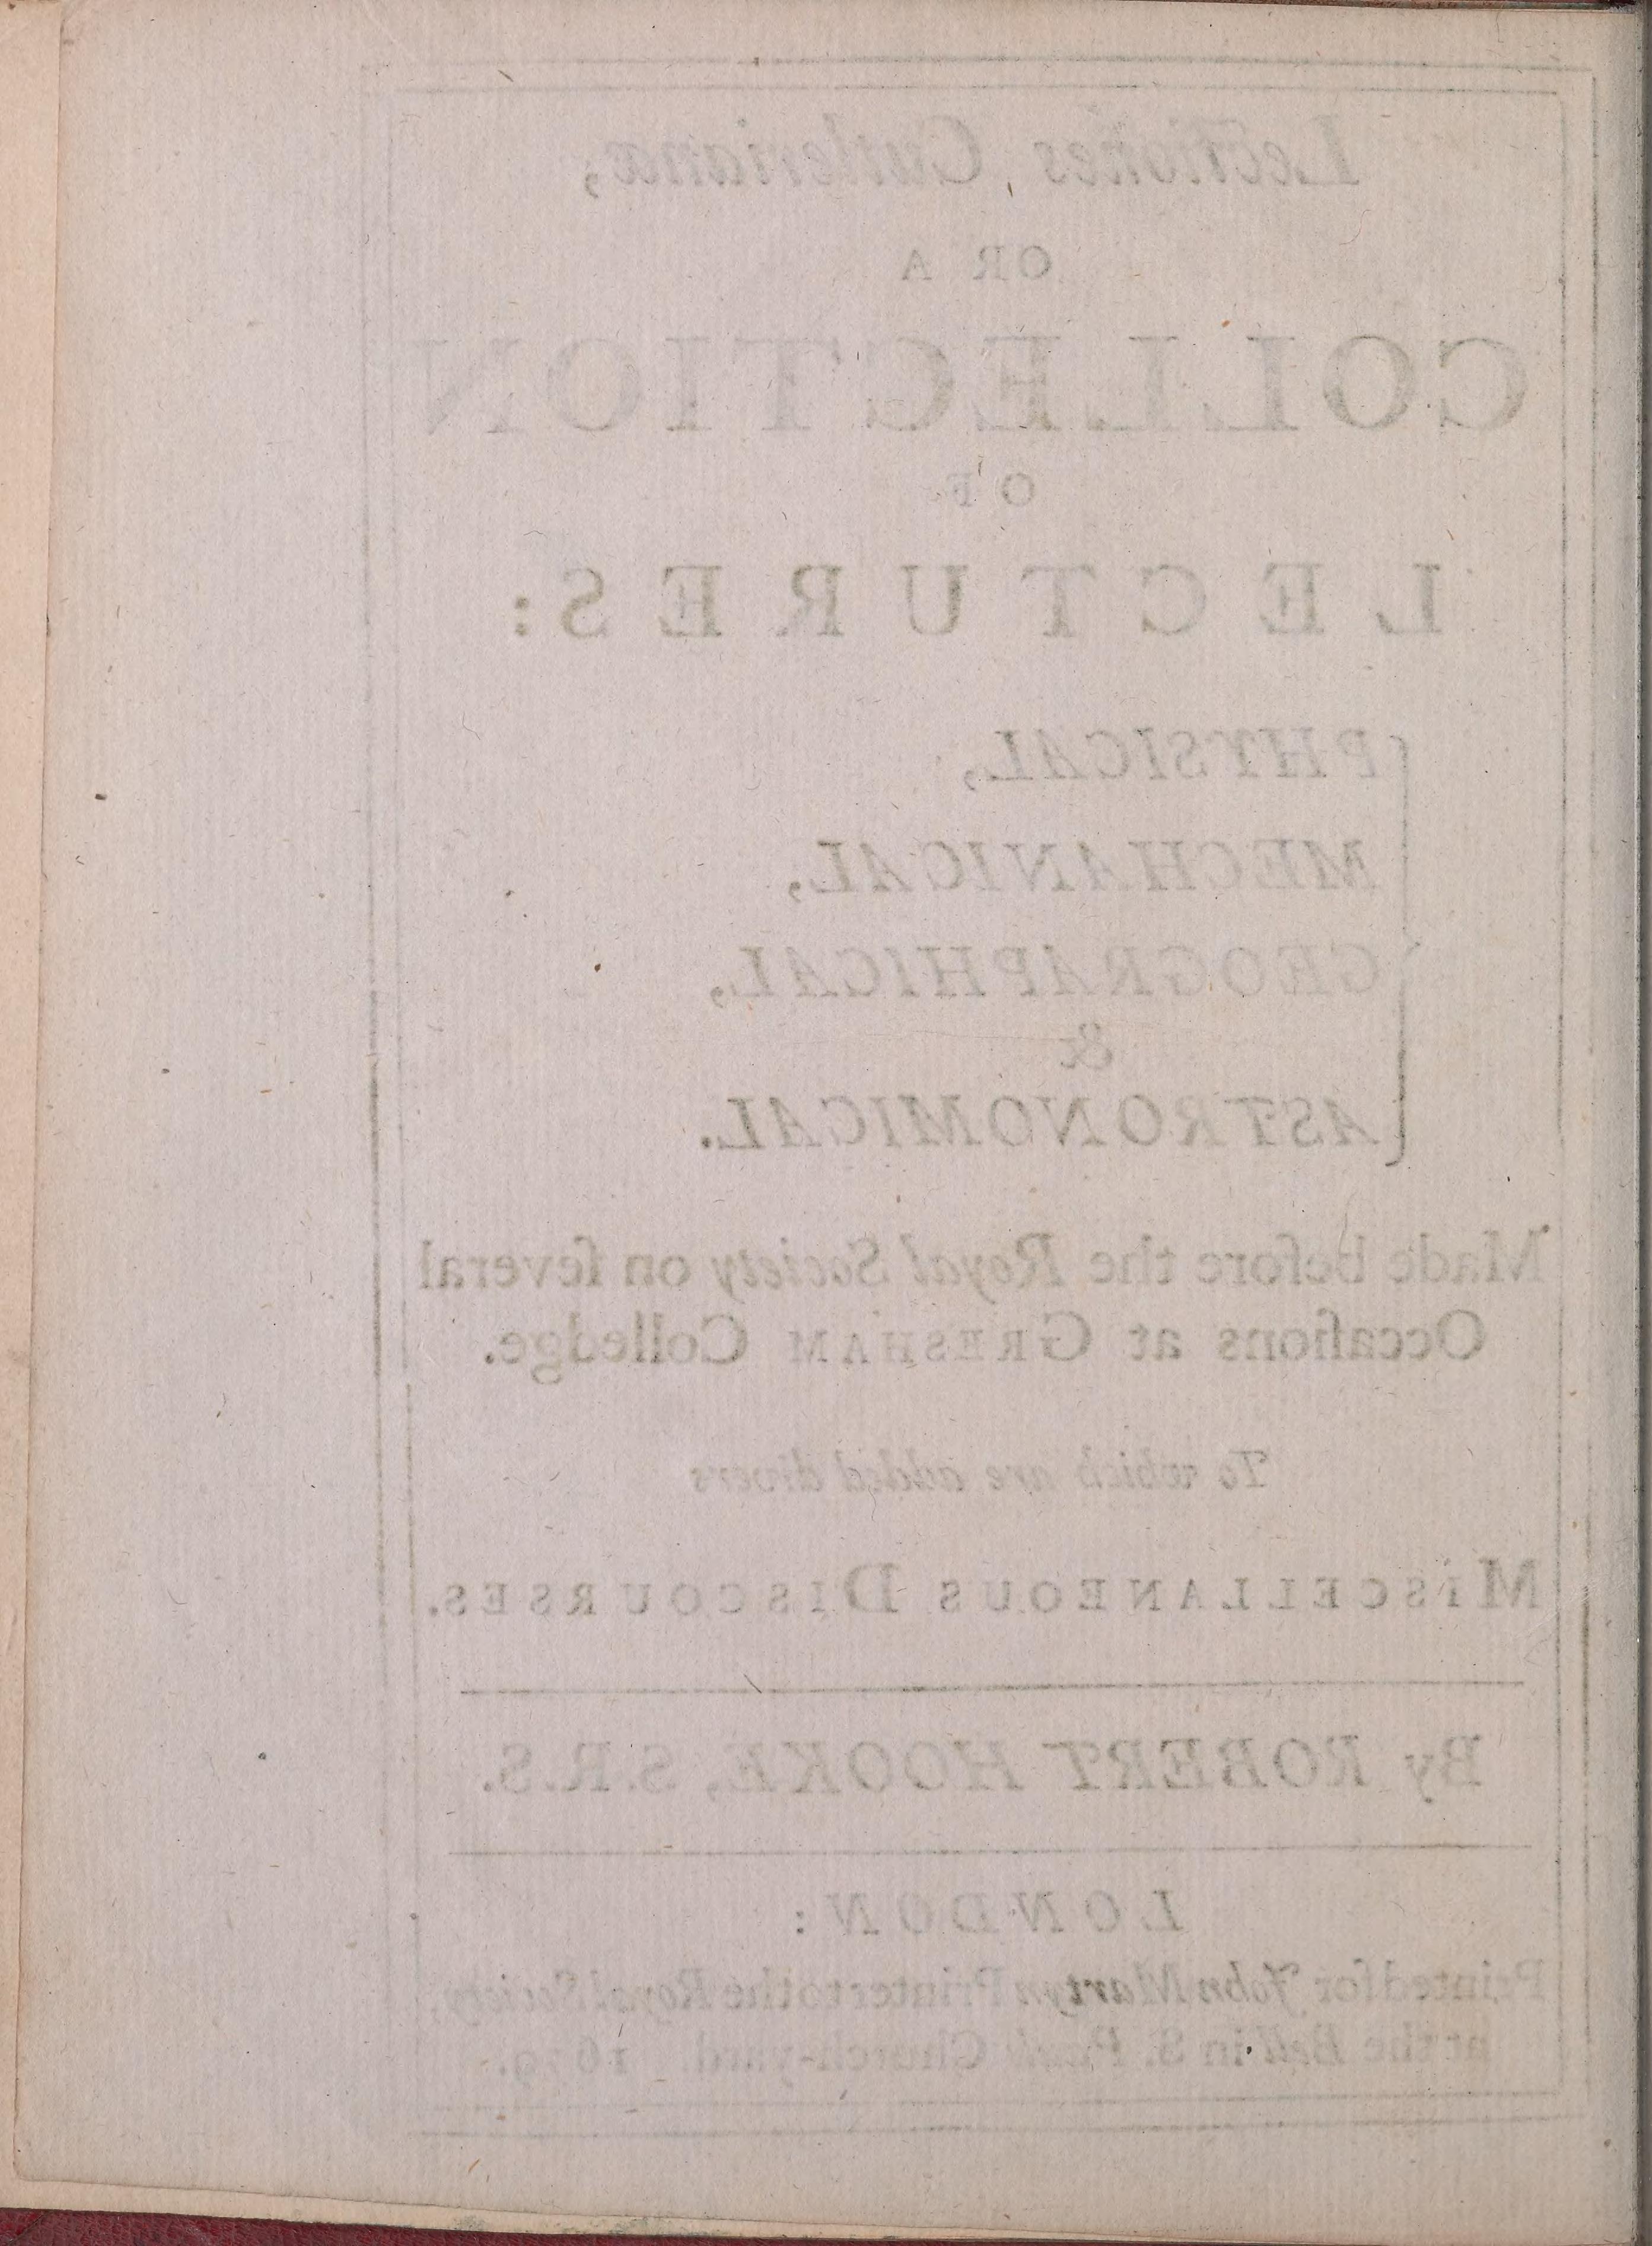 Lectiones Cutlerianæ,
OR A
COLLECTION
OF
LECTURES:
PHYSICAL,
MECHANICAL,
GEOGRAPHICAL,
&
ASTRONOMICAL.
Made before the Royal Society on ſeveral
Occaſions at GRESHAM Colledge.
To which are added divers
MISCELLANEOUS DISCOURSES.
By ROBERT HOOKE, S.R.S.
LONDON:
Printed for John Martyn Printer to the Royal Society,
at the Bell in S. Pauls Church-yard. 1679.